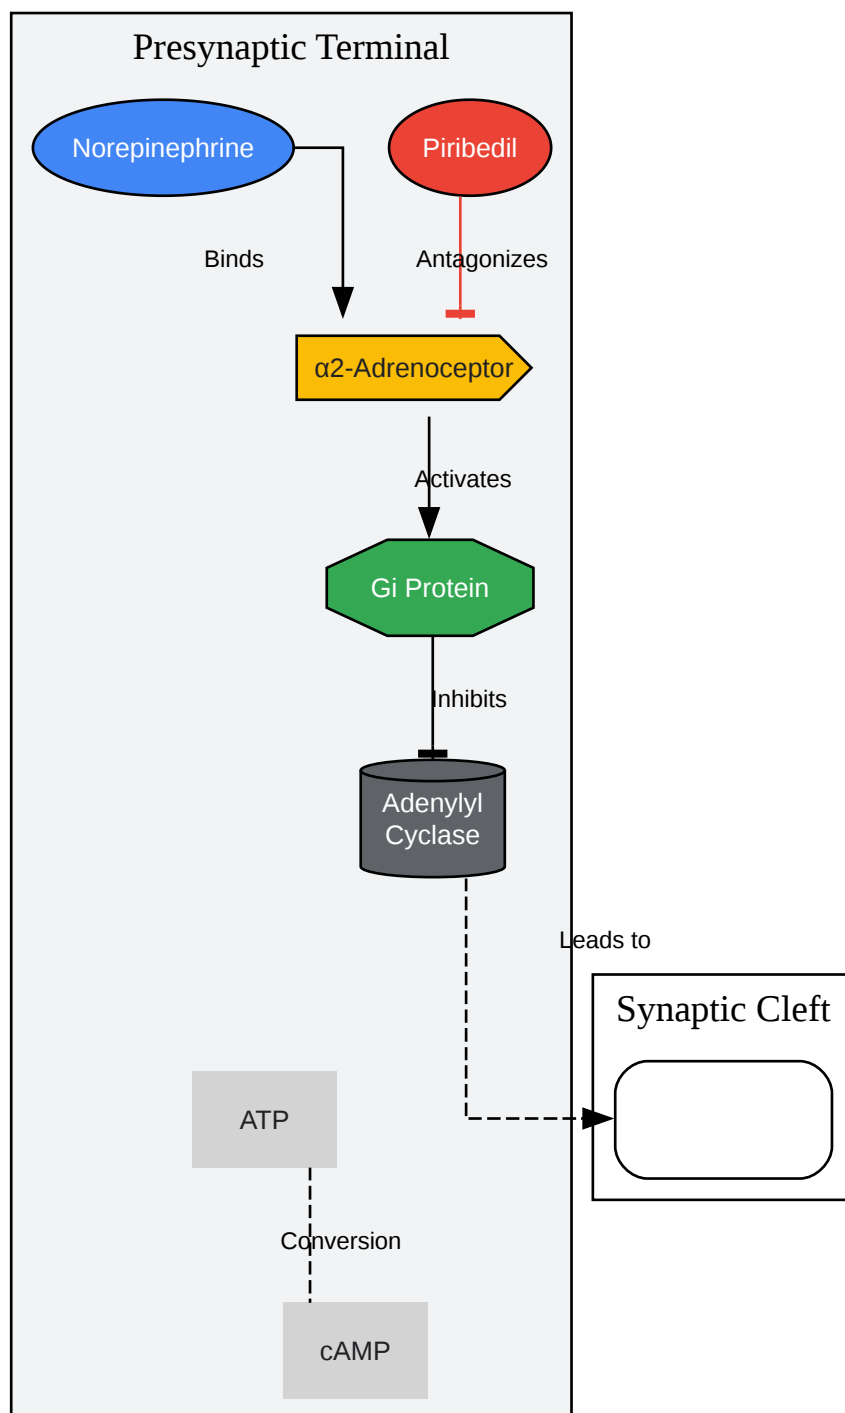 Presynaptic Terminal
Norepinephrine
Piribedil
Binds
Antagonizes
α2-Adrenoceptor
Activates
Gi Protein
Inhibits
Adenylyl
Cyclase
Leads to
Synaptic Cleft
ATP
Conversion
cAMP